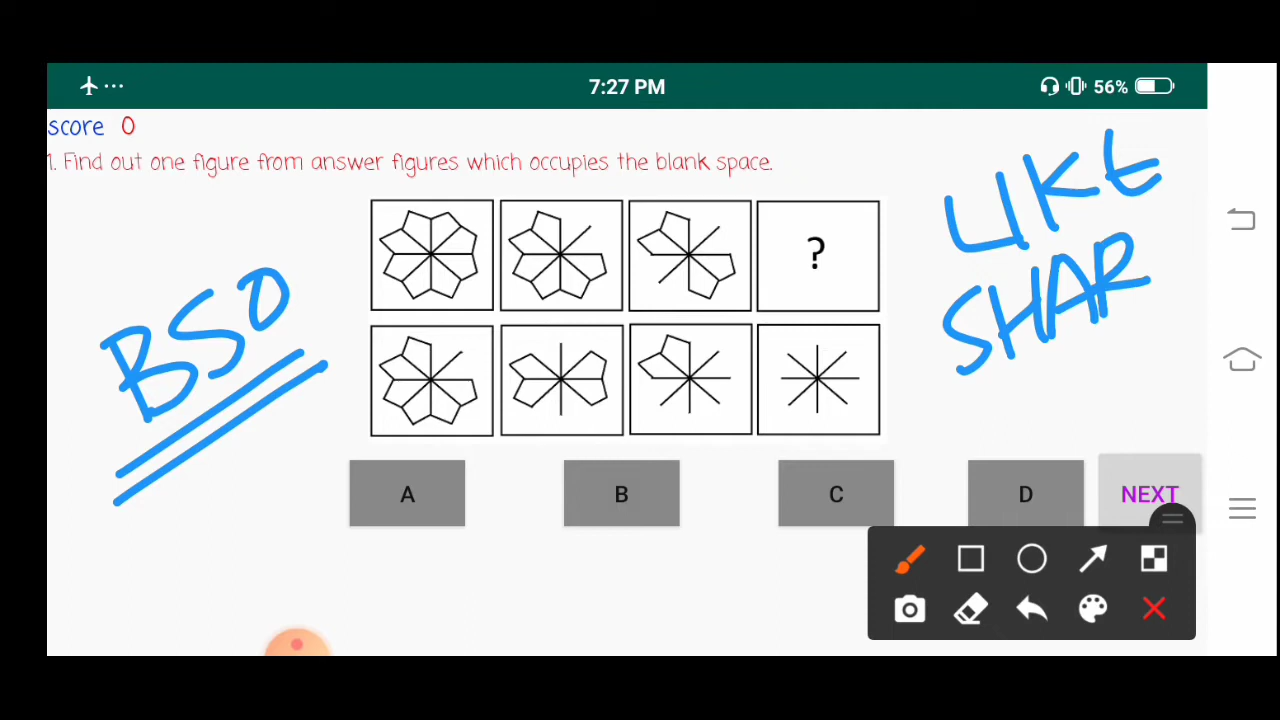 7:27 PM
56%
score 0
1. Find out one figure from answer figures which occupies the blank space.
?
LIKE
SHAR
BSO
A
B
C
D
NEXT